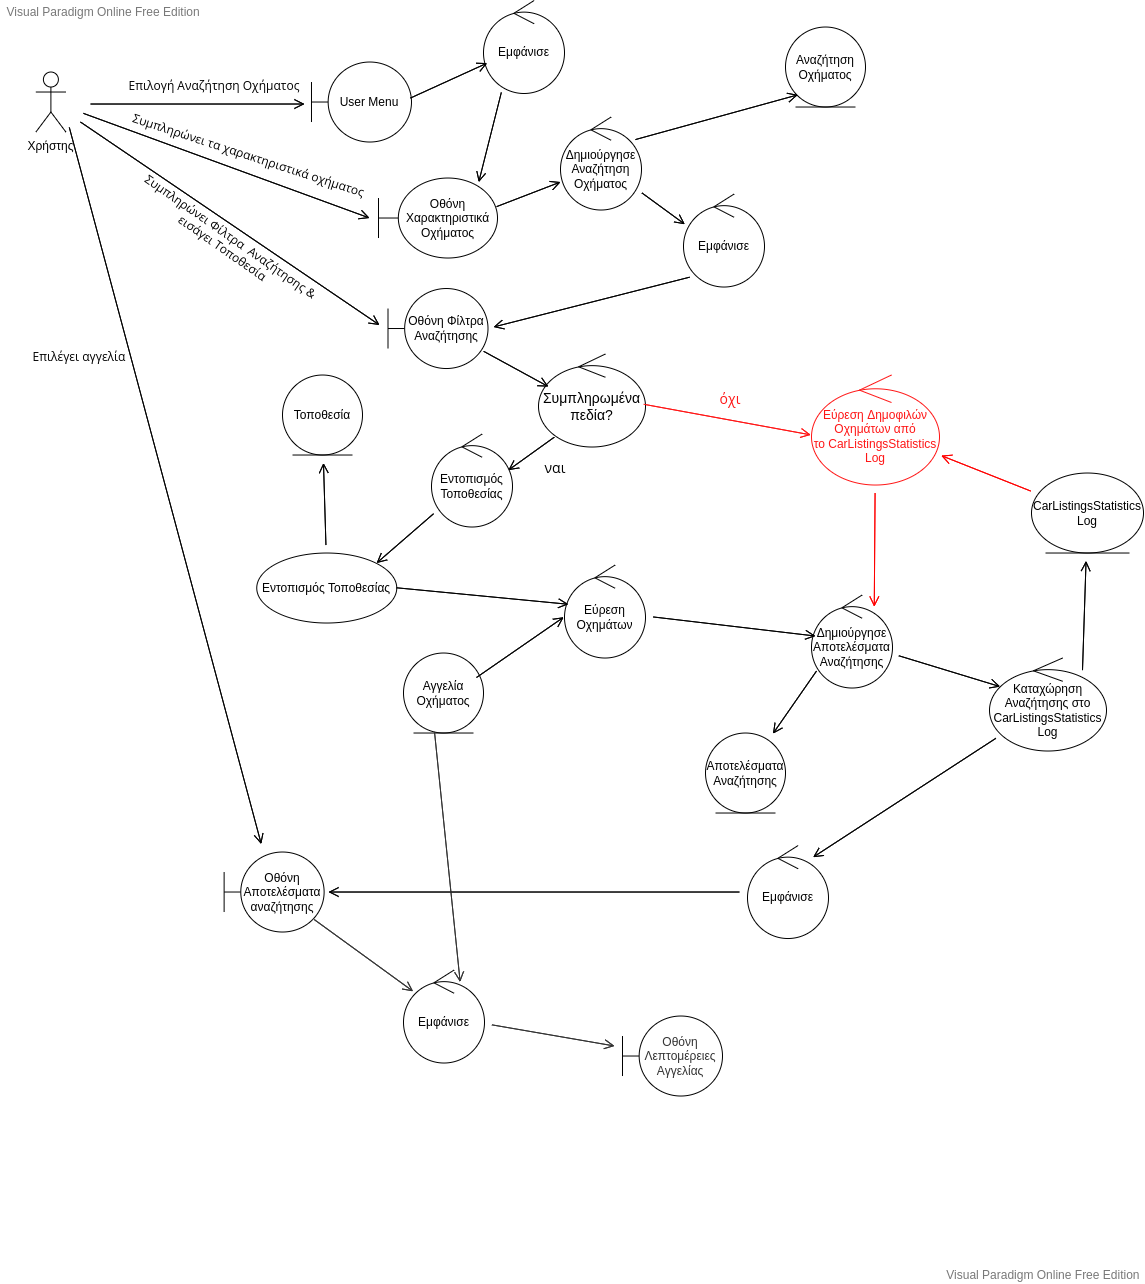 Visual Paradigm Online Free Edition
Εμφάνισε
Αναζήτηση
Οχήματος
Επιλογή Αναζήτηση Οχήματος
User Menu
Χρήστης
Συμπληρώνει τα χαρακτηριστικά οχήματος
Δημιούργησε
Αναζήτηση
Οχήματος
Οθόνη
Χαρακτηριστικά
Οχήματος
Συμπληρώνει Φίλτρα  Αναζήτησης &
εισάγει Τοποθεσία
Εμφάνισε
Οθόνη Φίλτρα
Αναζήτησης
Επιλέγει αγγελία
Συμπληρωμένα
πεδία?
όχι
Εύρεση Δημοφιλών
Οχημάτων από
το CarListingsStatistics
Log
Τοποθεσία
ναι
Εντοπισμός
Τοποθεσίας
CarListingsStatistics
Log
Εντοπισμός Τοποθεσίας
Εύρεση
Οχημάτων
Δημιούργησε
Αποτελέσματα
Αναζήτησης
Αγγελία
Οχήματος
Καταχώρηση
Αναζήτησης στο
CarListingsStatistics
Log
Αποτελέσματα
Αναζήτησης
Οθόνη
Αποτελέσματα
αναζήτησης
Εμφάνισε
Εμφάνισε
Οθόνη
Λεπτομέρειες
Αγγελίας
Visual Paradigm Online Free Edition